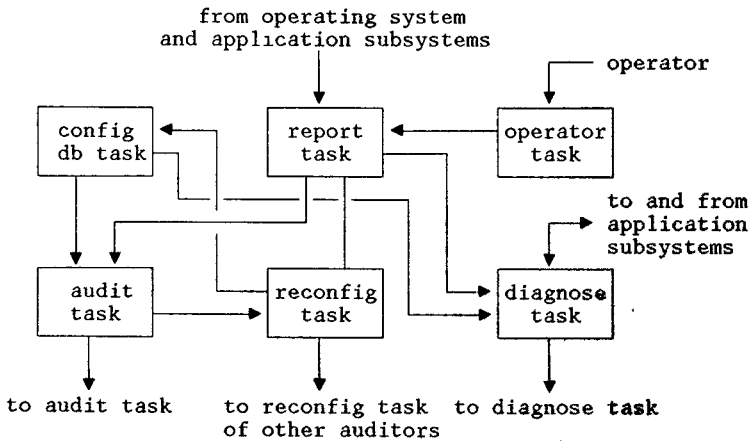 from operating system
and application subsystems
operator
config
db task
report
task
operator
task
to and from
application
subsystems
audit
task
reconfig
task
diagnose
task
to audit task
to reconfig task
of other auditors
to diagnose task